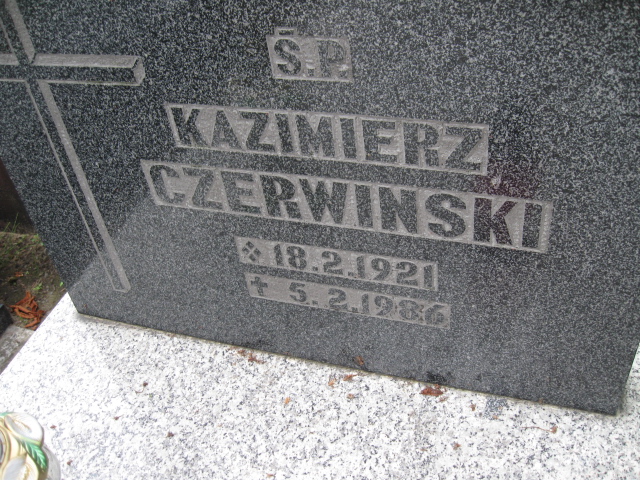 Ś.P.
KAZIMIERZ
CZERWINSKI
18.2.1921
5.2.1986